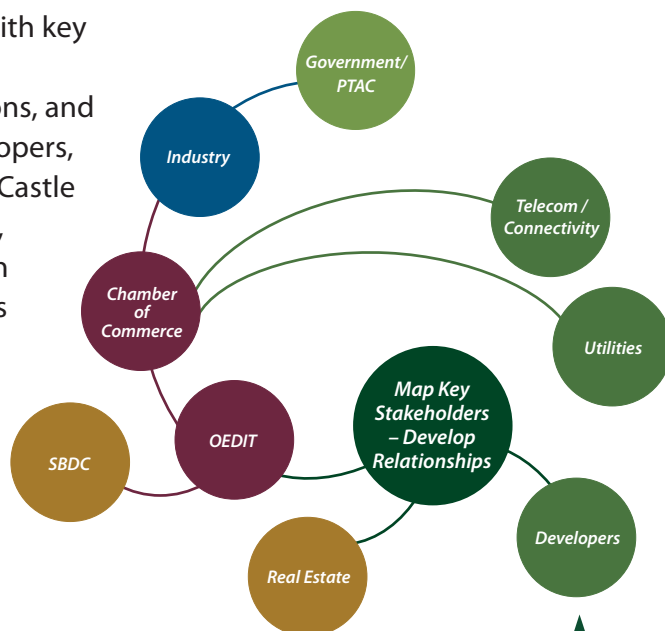 ith key
ons, and
opers,
Castle
,
n
s
Government/
PTAC
Industry
Telecom /
Connectivity
Chamber
of
Commerce
Utilities
Map Key
Stakeholders
– Develop
Relationships
OEDIT
SBDC
Developers
Real Estate